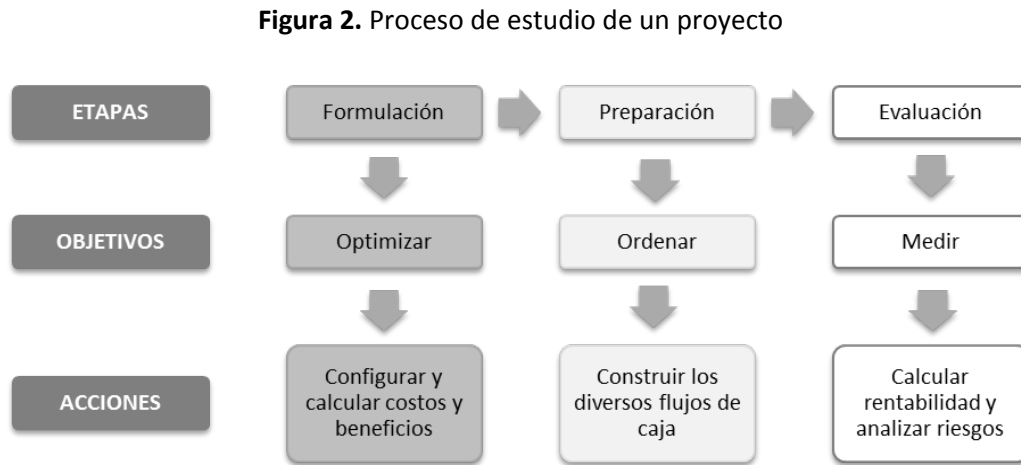 Figura 2. Proceso de estudio de un proyecto
ETAPAS
Formulación
Preparación
Evaluación
OBJETIVOS
Optimizar
Ordenar
Medir
ACCIONES
Configurar y
calcular costos y
beneficios
Construir los
diversos flujos de
caja
Calcular
rentabilidad y
analizar riesgos